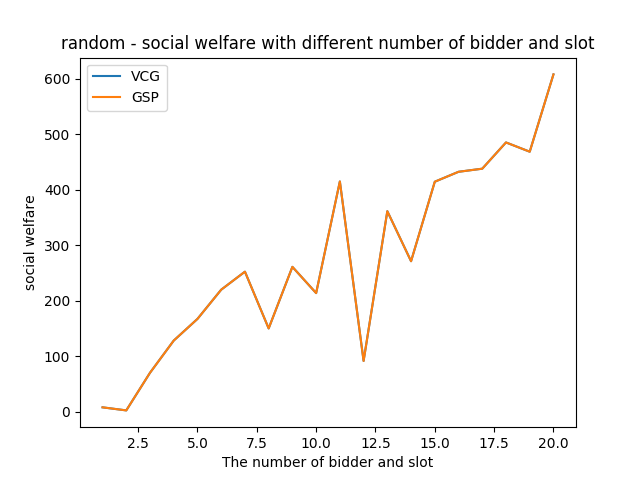 random - social welfare with different number of bidder and slot
VCG
GSP
600
500
400
300
200
100
0
social welfare
2.5 5.0 7.5 10.0 12.5 15.0 17.5 20.0
The number of bidder and slot